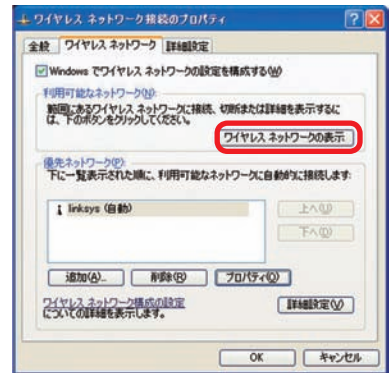 ワイヤレス ネットワーク接続のプロパティ
全般 ワイヤレス ネットワーク 詳細設定
Windows でワイヤレス ネットワークの設定を構成する(W)
利用可能なネットワーク(N):
範囲にあるワイヤレス ネットワークに接続、切断または詳細を表示するに
は、下のボタンをクリックしてください。
ワイヤレス ネットワークの表示
優先ネットワーク(P):
下に一覧表示された順に、利用可能なネットワークに自動的に接続します:
linksys (自動)
上へ(U)
下へ(D)
追加(A)... 削除(R) プロパティ(O)
ワイヤレス ネットワーク構成の設定
についての詳細を表示します。
詳細設定(V)
OK キャンセル